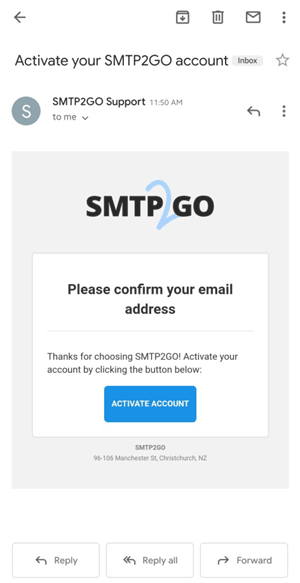 Activate your SMTP2GO account Inbox
S
SMTP2GO Support 11:50 AM
to me
SMTP2GO
Please confirm your email
address
Thanks for choosing SMTP2GO! Activate your
account by clicking the button below:
ACTIVATE ACCOUNT
SMTP2GO
96-106 Manchester St, Christchurch, NZ
Reply
Reply all
Forward